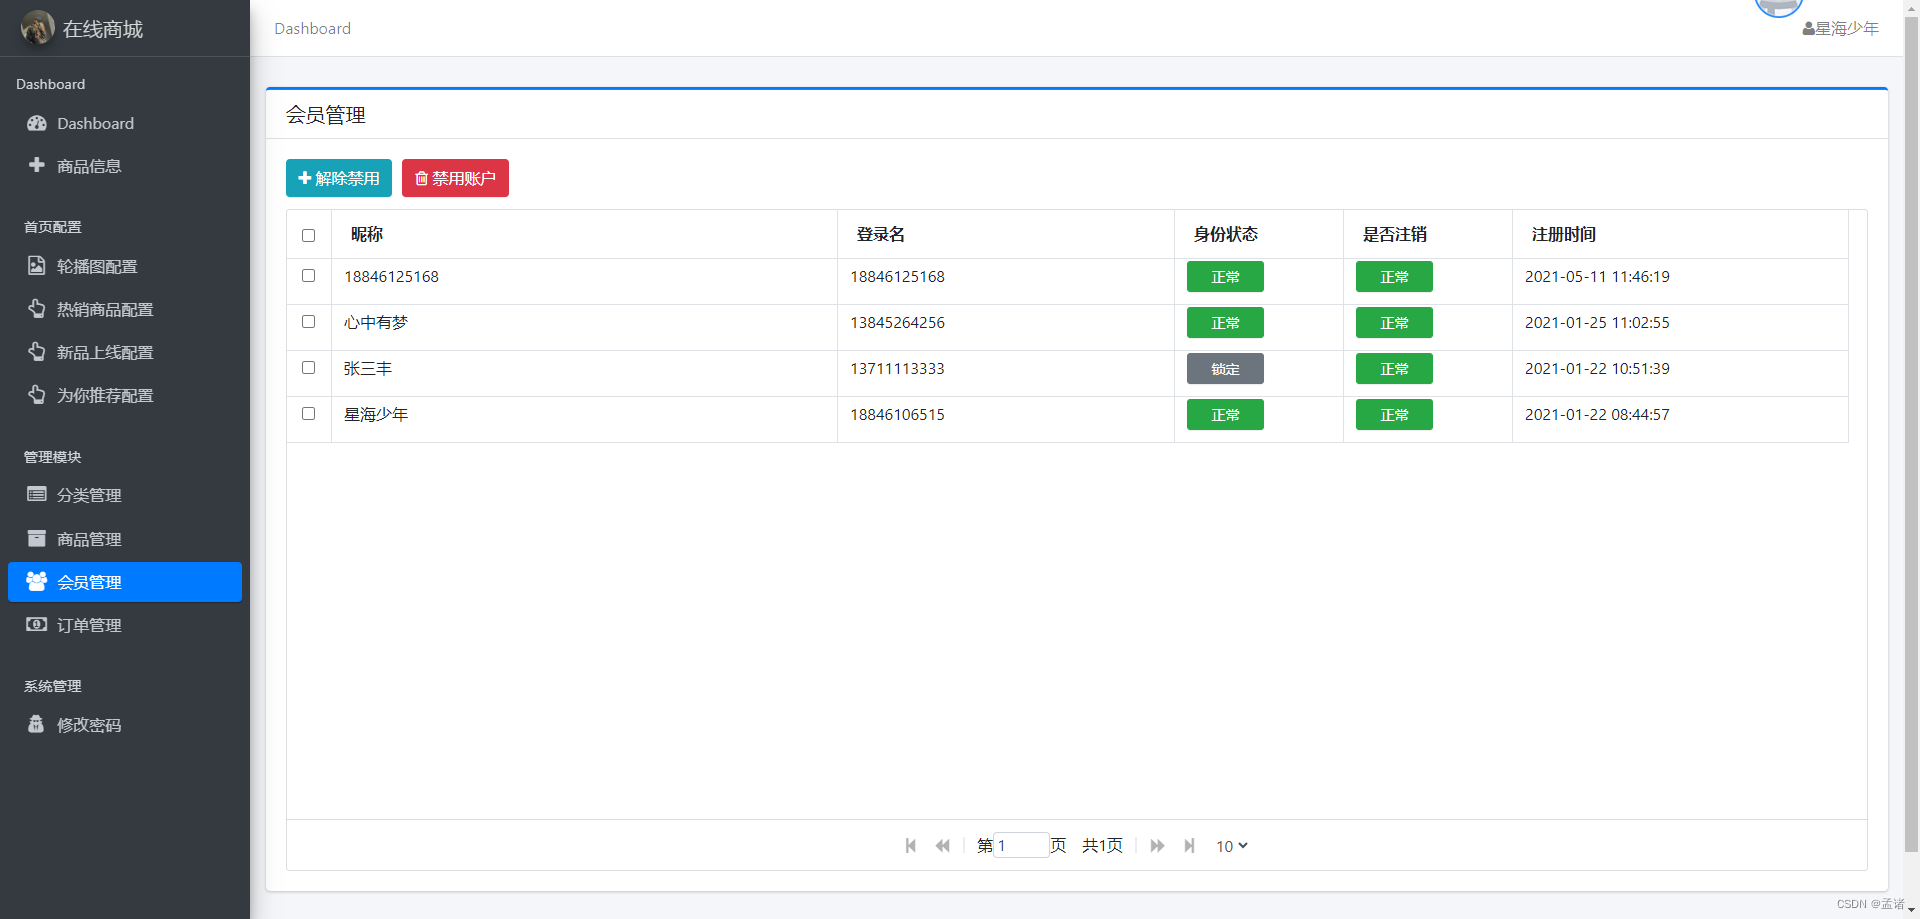 在线商城
Dashboard
Dashboard
商品信息
首页配置
轮播图配置
热销商品配置
新品上线配置
为你推荐配置
管理模块
分类管理
商品管理
会员管理
订单管理
系统管理
修改密码
Dashboard
星海少年
会员管理
解除禁用 禁用账户
昵称 登录名 身份状态 是否注销 注册时间
18846125168 18846125168 正常 正常 2021-05-11 11:46:19
心中有梦 13845264256 正常 正常 2021-01-25 11:02:55
张三丰 13711113333 锁定 正常 2021-01-22 10:51:39
星海少年 18846106515 正常 正常 2021-01-22 08:44:57
第 1 页 共1页 10
CSDN @孟诸